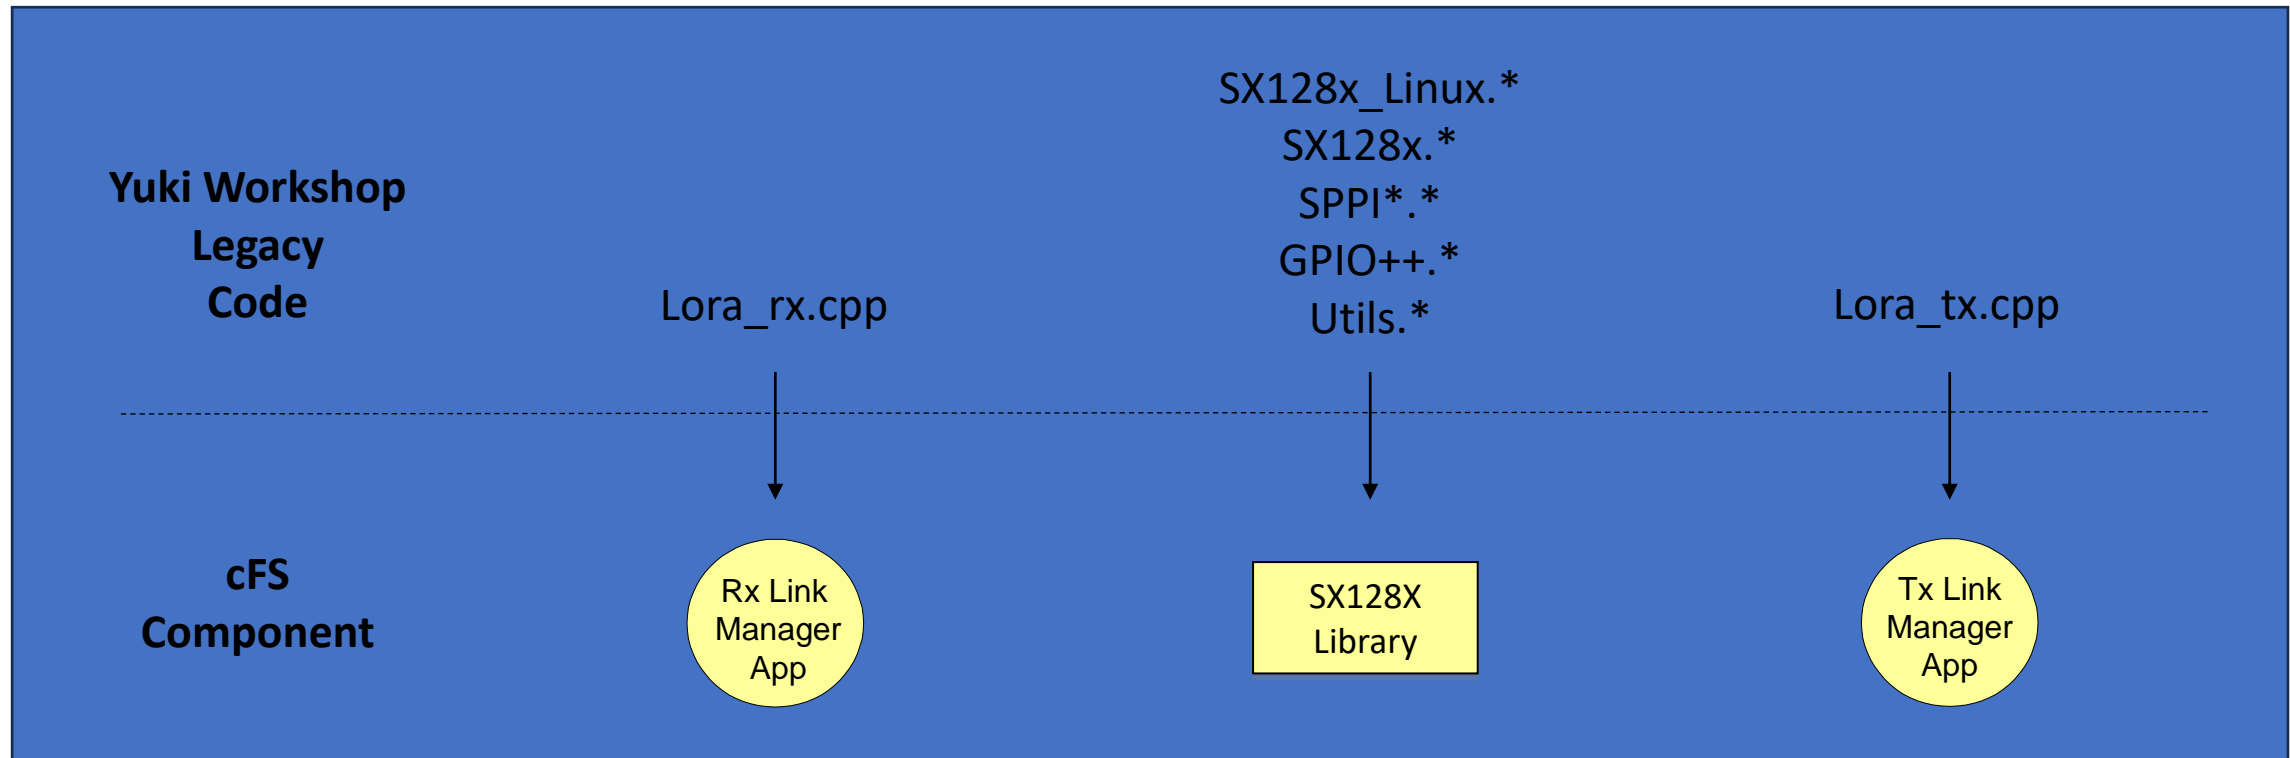 Yuki Workshop
Legacy
Code
Lora_rx.cpp
SX128x_Linux.*
SX128x.*
SPPI*.*
GPIO++.*
Utils.*
Lora_tx.cpp
cFS
Component
Rx Link
Manager
App
SX128X
Library
Tx Link
Manager
App